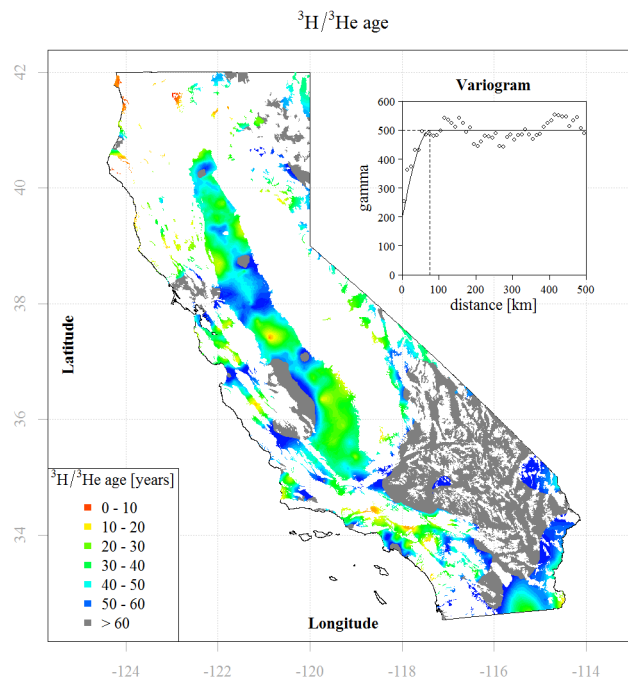 ³H/³He age
42
40
38
36
34
Latitude
Variogram
600
500
400
300
200
100
0
gamma
0 100 200 300 400 500
distance [km]
³H/³He age [years]
0 - 10
10 - 20
20 - 30
30 - 40
40 - 50
50 - 60
> 60
Longitude
-124 -122 -120 -118 -116 -114